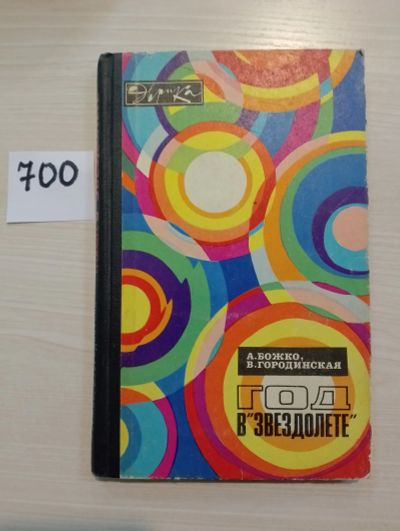 Эврика
700
А.БОЖКО,
В.ГОРОДИНСКАЯ
ГОД
В"ЗВЕЗДОЛЕТЕ"